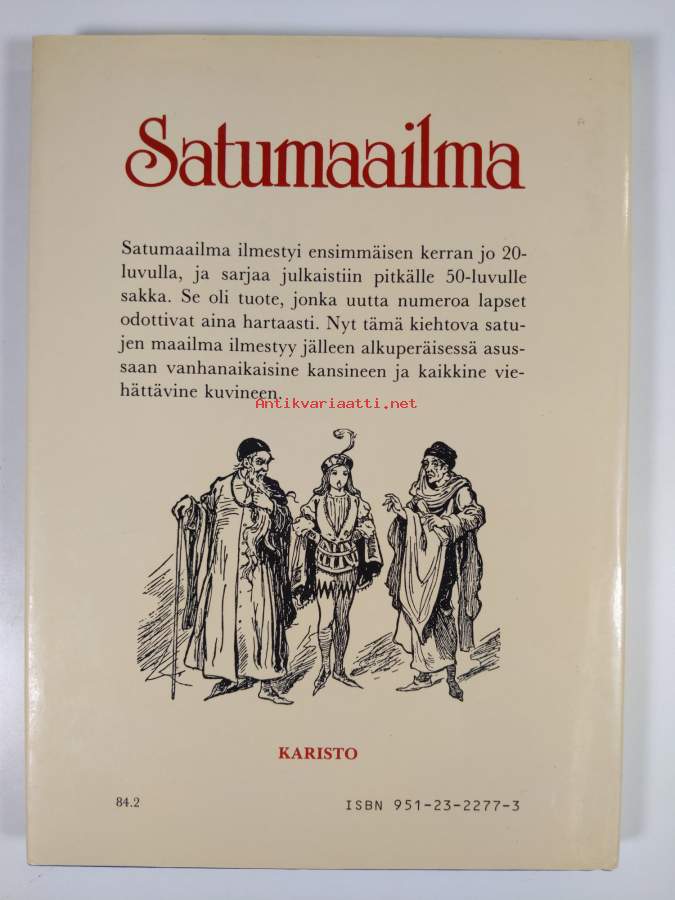 Satumaailma
Satumaailma ilmestyi ensimmäisen kerran jo 20-
luvulla, ja sarjaa julkaistiin pitkälle 50-luvulle
sakka. Se oli tuote, jonka uutta numeroa lapset
odottivat aina hartaasti. Nyt tämä kiehtova satu-
jen maailma ilmestyy jälleen alkuperäisessä asus-
saan vanhanaikaisine kansineen ja kaikkine vie-
hättävine kuvineen.
Antikvariaatti.net
KARISTO
84.2
ISBN 951-23-2277-3